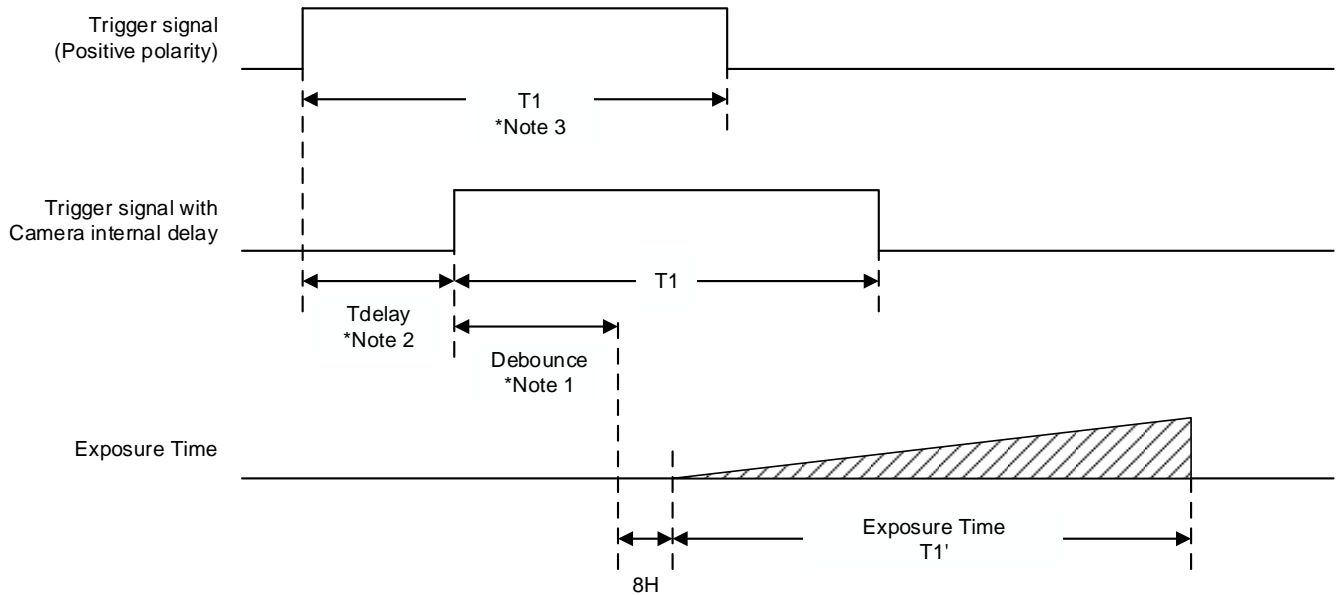 Trigger signal
(Positive polarity)
T1
*Note 3
Trigger signal with
Camera internal delay
T1
Tdelay
*Note 2
Debounce
*Note 1
Exposure Time
Exposure Time
T1'
8H